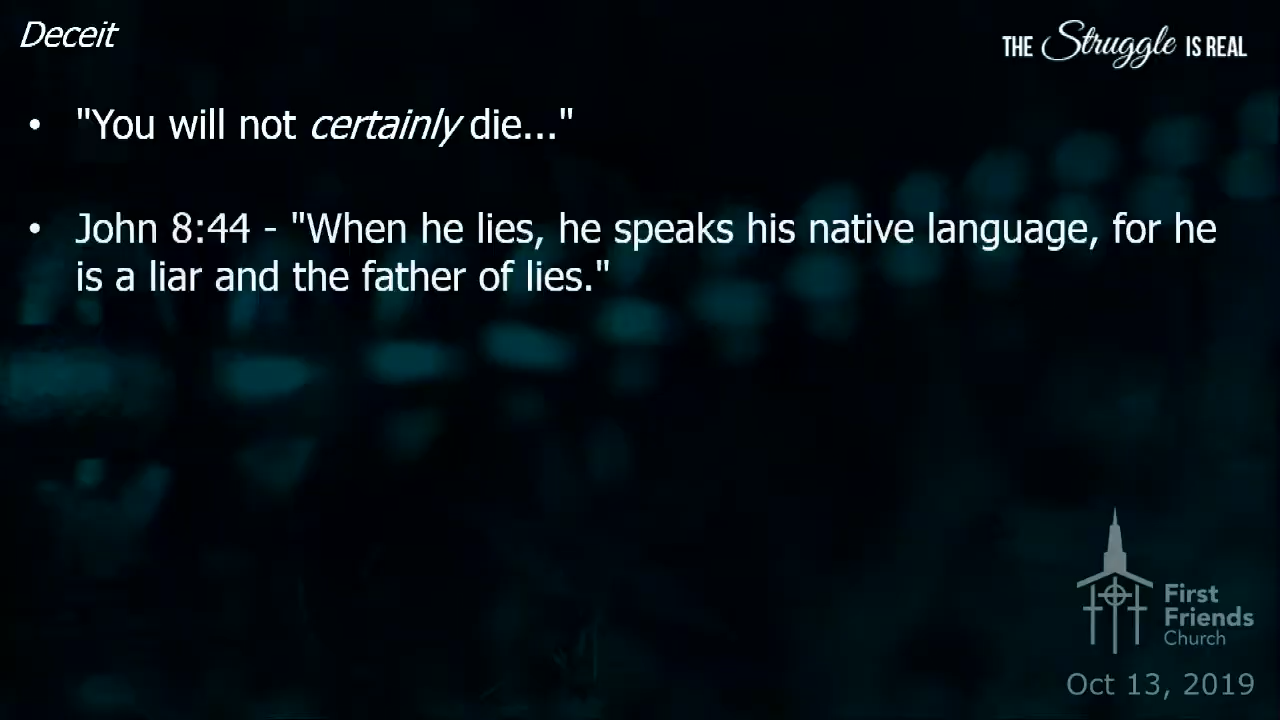 Deceit
THE Struggle IS REAL
• "You will not certainly die..."
• John 8:44 - "When he lies, he speaks his native language, for he
is a liar and the father of lies."
First
Friends
Church
Oct 13, 2019